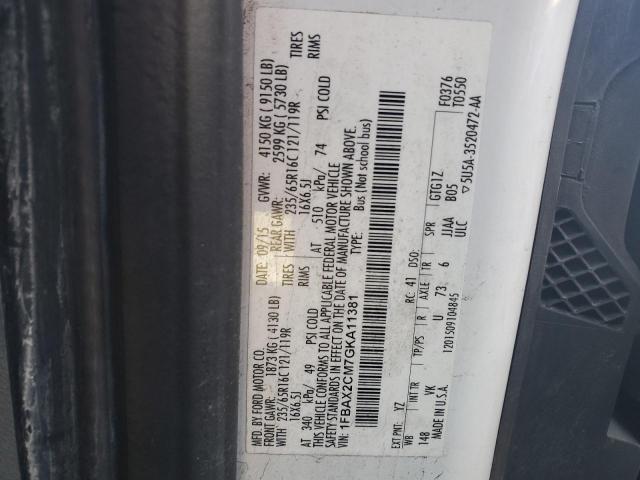 MFD. BY FORD MOTOR CO. DATE: 09/15 GVWR: 4150 KG ( 9150 LB)
FRONT GAWR: 1873 KG ( 4130 LB) REAR GAWR: 2599 KG ( 5730 LB)
WITH 235/65R16C121/119R TIRES WITH 235/65R16C121/119R TIRES
16X6.5J RIMS 16X6.5J RIMS
AT 340 kPa/ 49 PSI COLD AT 510 kPa/ 74 PSI COLD
THIS VEHICLE CONFORMS TO ALL APPLICABLE FEDERAL MOTOR VEHICLE
SAFETY STANDARDS IN EFFECT ON THE DATE OF MANUFACTURE SHOWN ABOVE.
VIN: 1FBAX2CM7GKA11381 TYPE: Bus (Not school bus)
EXT PNT: YZ RC: 41 DSO: F0376
WB INT TR TP/PS R AXLE TR SPR GTG1Z T0550
148 VK U 73 6 JJAA B05
MADE IN U.S.A. ULC
1201509104845 ▽5U5A-3520472-AA